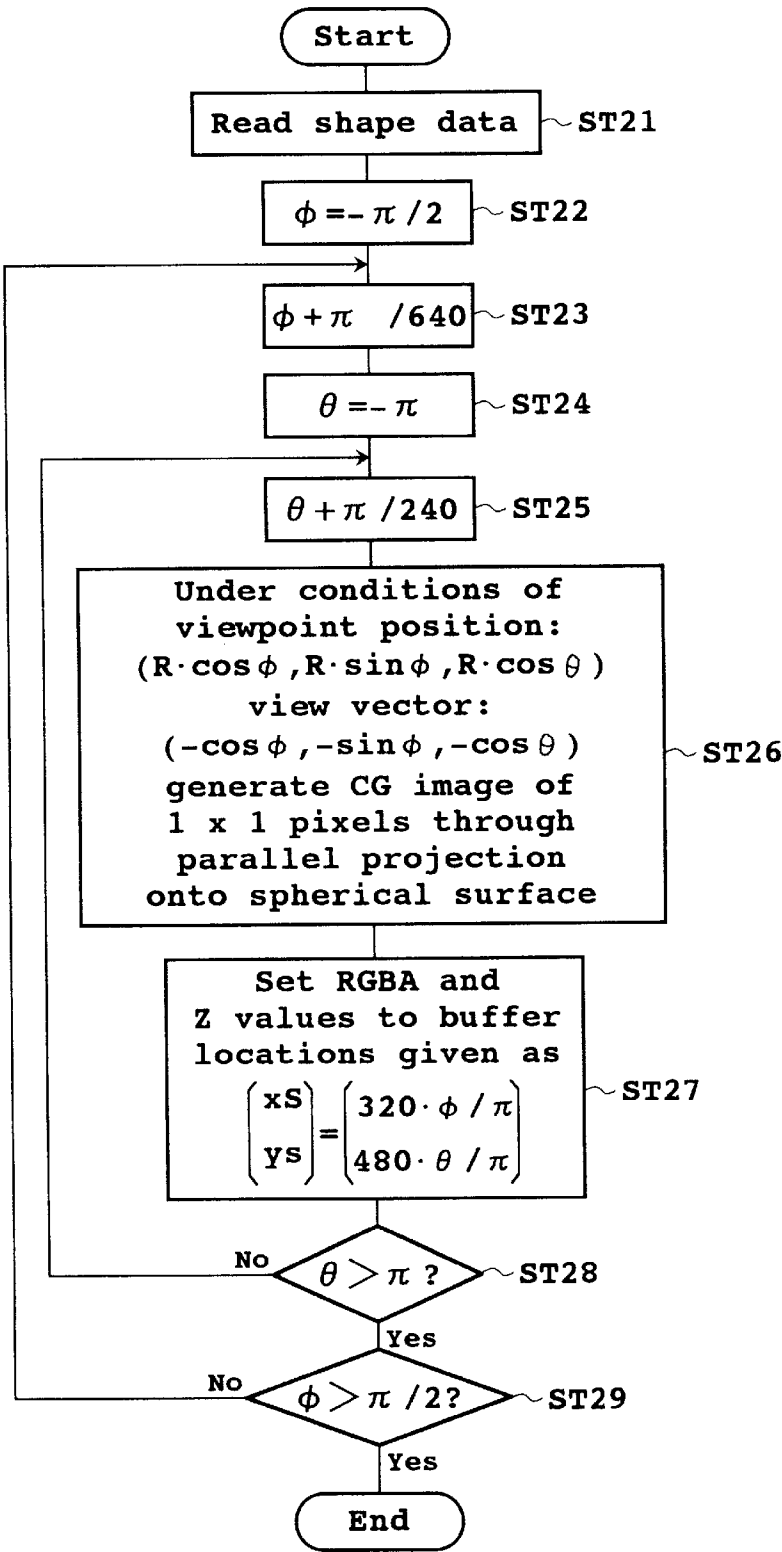 Start
Read shape data
ST21
φ=-π/2
ST22
φ+π /640
ST23
θ=-π
ST24
θ+π/240
ST25
Under conditions of
viewpoint position:
(R·cosφ,R·sinφ,R·cosθ)
view vector:
(-cosφ,-sinφ,-cosθ)
generate CG image of
1 x 1 pixels through
parallel projection
onto spherical surface
ST26
Set RGBA and
Z values to buffer
locations given as
(xS) = (320·φ/π)
(ys) (480·θ/π)
ST27
No
θ>π?
ST28
Yes
No
φ>π/2?
ST29
Yes
End